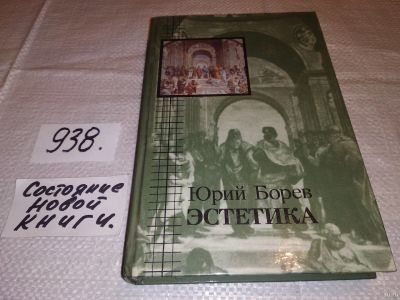 938.
Состояние
новой
книги.
Юрий Борев
ЭСТЕТИКА